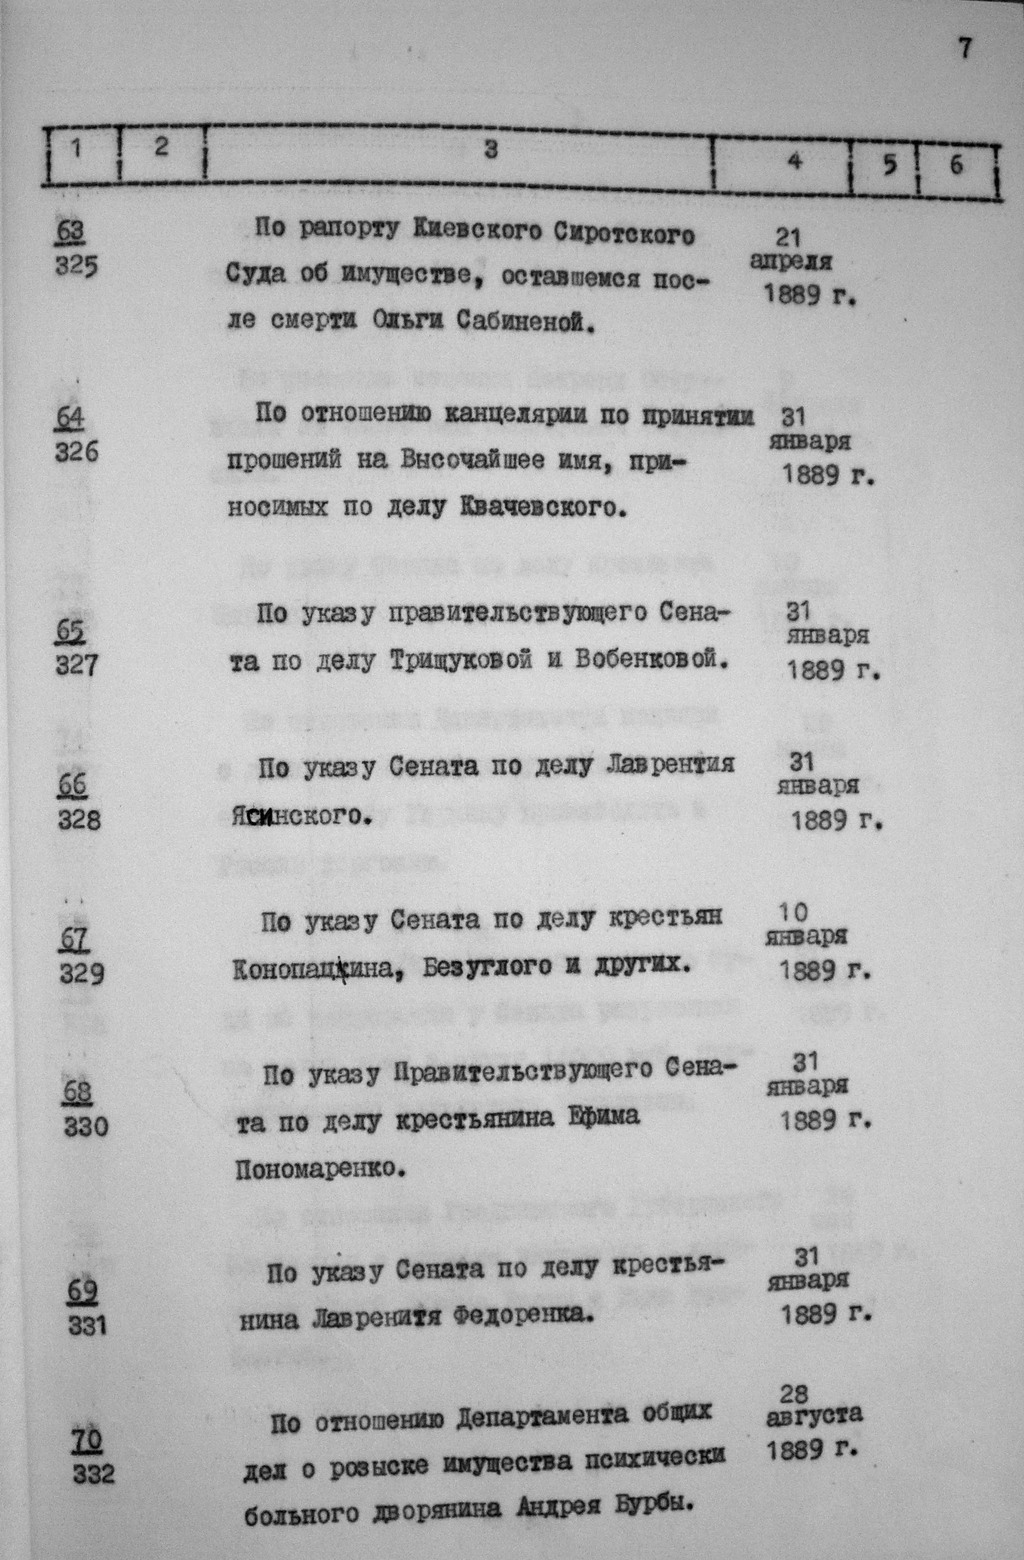 7
1 2 3 4 5 6
63
325
По рапорту Киевского Сиротского
Суда об имуществе, оставшемся пос-
ле смерти Ольги Сабиненой.
21
апреля
1889 г.
64
326
По отношению канцелярии по принятии
прошений на Высочайшее имя, при-
носимых по делу Квачевского.
31
января
1889 г.
65
327
По указу правительствующего Сена-
та по делу Трищуковой и Вобенковой.
31
января
1889 г.
66
328
По указу Сената по делу Лаврентия
Ясинского.
31
января
1889 г.
67
329
По указу Сената по делу крестьян
Конопацкина, Безуглого и других.
10
января
1889 г.
68
330
По указу Правительствующего Сена-
та по делу крестьянина Ефима
Пономаренко.
31
января
1889 г.
69
331
По указу Сената по делу крестья-
нина Лавренитя Федоренка.
31
января
1889 г.
70
332
По отношению Департамента общих
дел о розыске имущества психически
больного дворянина Андрея Бурбы.
28
августа
1889 г.